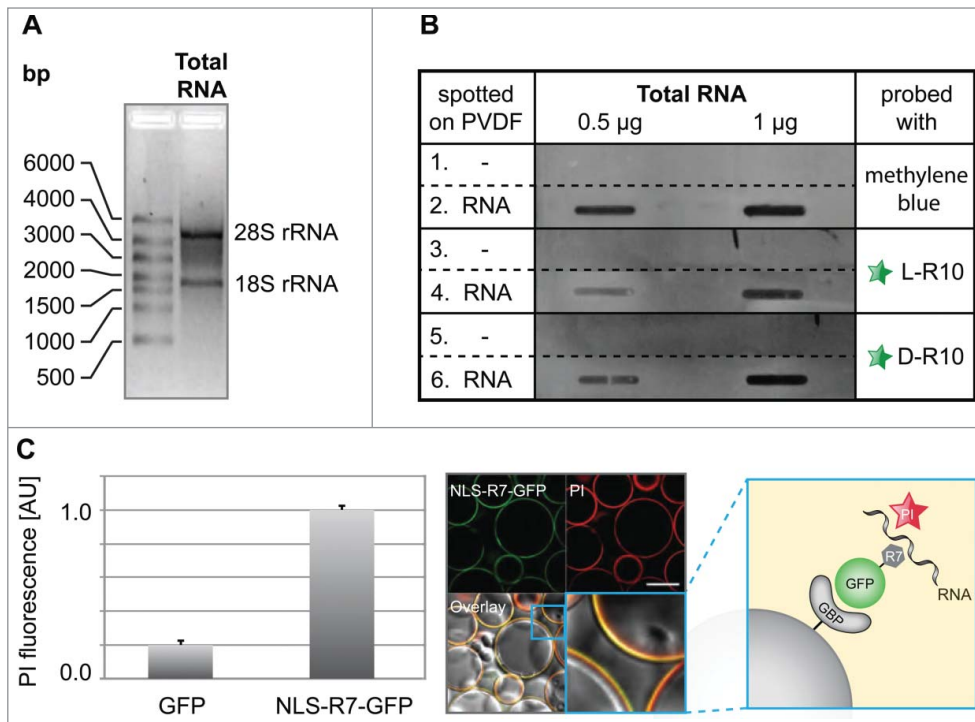 A
bp
Total
RNA
6000
4000
3000
2000
1500
1000
500
28S rRNA
18S rRNA
B
spotted
on PVDF
Total RNA
0.5 µg 1 µg
probed
with
1. -
2. RNA
methylene
blue
3. -
4. RNA
L-R10
5. -
6. RNA
D-R10
C
PI fluorescence [AU]
1.0
0.0
GFP NLS-R7-GFP
NLS-R7-GFP PI
Overlay
PI
R7
GFP
RNA
GBP